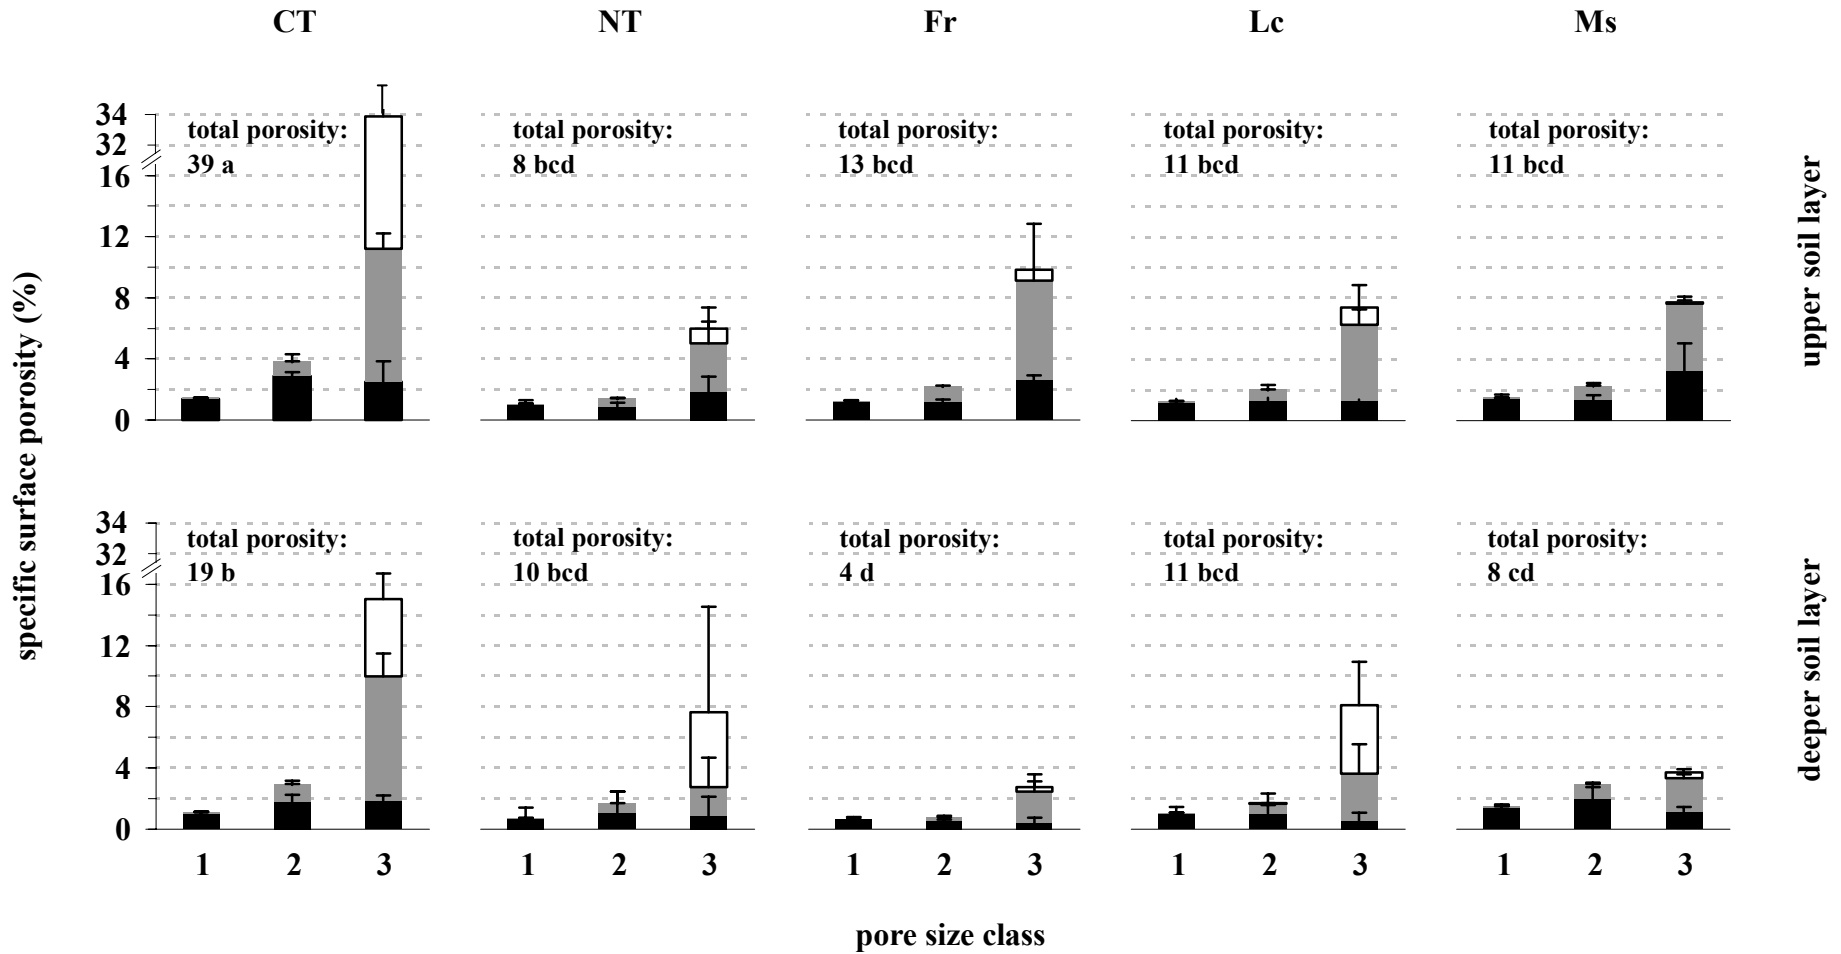 CT NT Fr Lc Ms
34
32
16
12
8
4
0
total porosity:
39 a
total porosity:
8 bcd
total porosity:
13 bcd
total porosity:
11 bcd
total porosity:
11 bcd
upper soil layer
specific surface porosity (%)
34
32
16
12
8
4
0
total porosity:
19 b
total porosity:
10 bcd
total porosity:
4 d
total porosity:
11 bcd
total porosity:
8 cd
deeper soil layer
1 2 3 1 2 3 1 2 3 1 2 3 1 2 3
pore size class